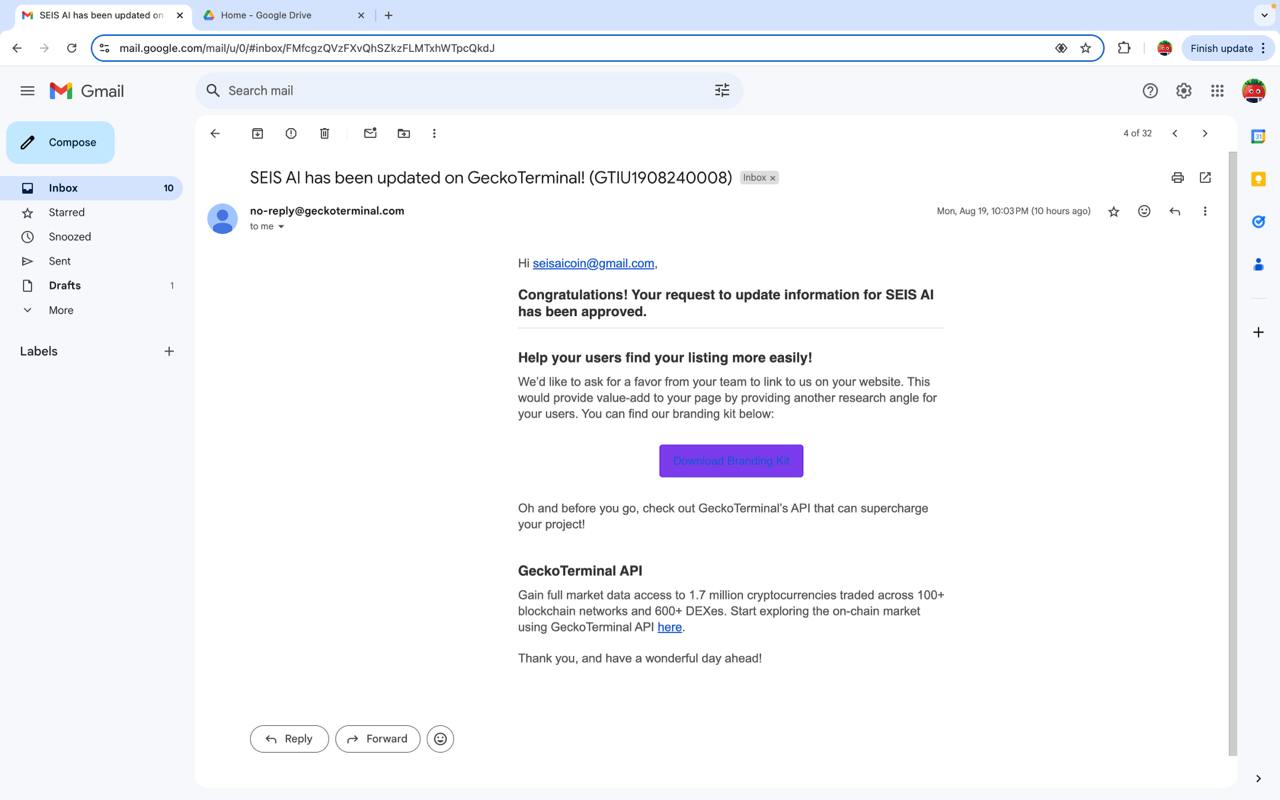 SEIS AI has been updated on
Home - Google Drive
mail.google.com/mail/u/0/#inbox/FMfcgzQVzFXvQhSZkzFLMTxhWTpcQkdJ
Finish update
Gmail
Search mail
Compose
4 of 32
Inbox 10
Starred
Snoozed
Sent
Drafts 1
More
Labels
SEIS AI has been updated on GeckoTerminal! (GTIU1908240008) Inbox x
no-reply@geckoterminal.com
Mon, Aug 19, 10:03 PM (10 hours ago)
to me
Hi seisaicoin@gmail.com,
Congratulations! Your request to update information for SEIS AI
has been approved.
Help your users find your listing more easily!
We'd like to ask for a favor from your team to link to us on your website. This
would provide value-add to your page by providing another research angle for
your users. You can find our branding kit below:
Download Branding Kit
Oh and before you go, check out GeckoTerminal's API that can supercharge
your project!
GeckoTerminal API
Gain full market data access to 1.7 million cryptocurrencies traded across 100+
blockchain networks and 600+ DEXes. Start exploring the on-chain market
using GeckoTerminal API here.
Thank you, and have a wonderful day ahead!
Reply
Forward